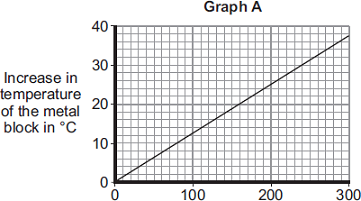 Graph A
40
30
20
10
0
Increase in
temperature
of the metal
block in °C
0 100 200 300